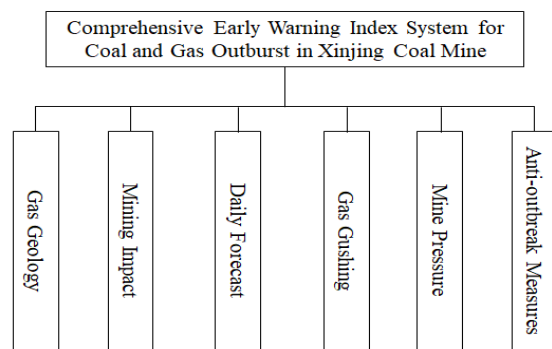 Comprehensive Early Warning Index System for
Coal and Gas Outburst in Xinjing Coal Mine
Gas Geology
Mining Impact
Daily Forecast
Gas Gushing
Mine Pressure
Anti-outbreak Measures